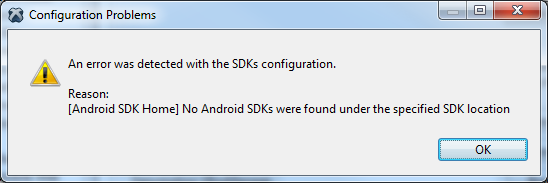 Configuration Problems
An error was detected with the SDKs configuration.
Reason:
[Android SDK Home] No Android SDKs were found under the specified SDK location
OK